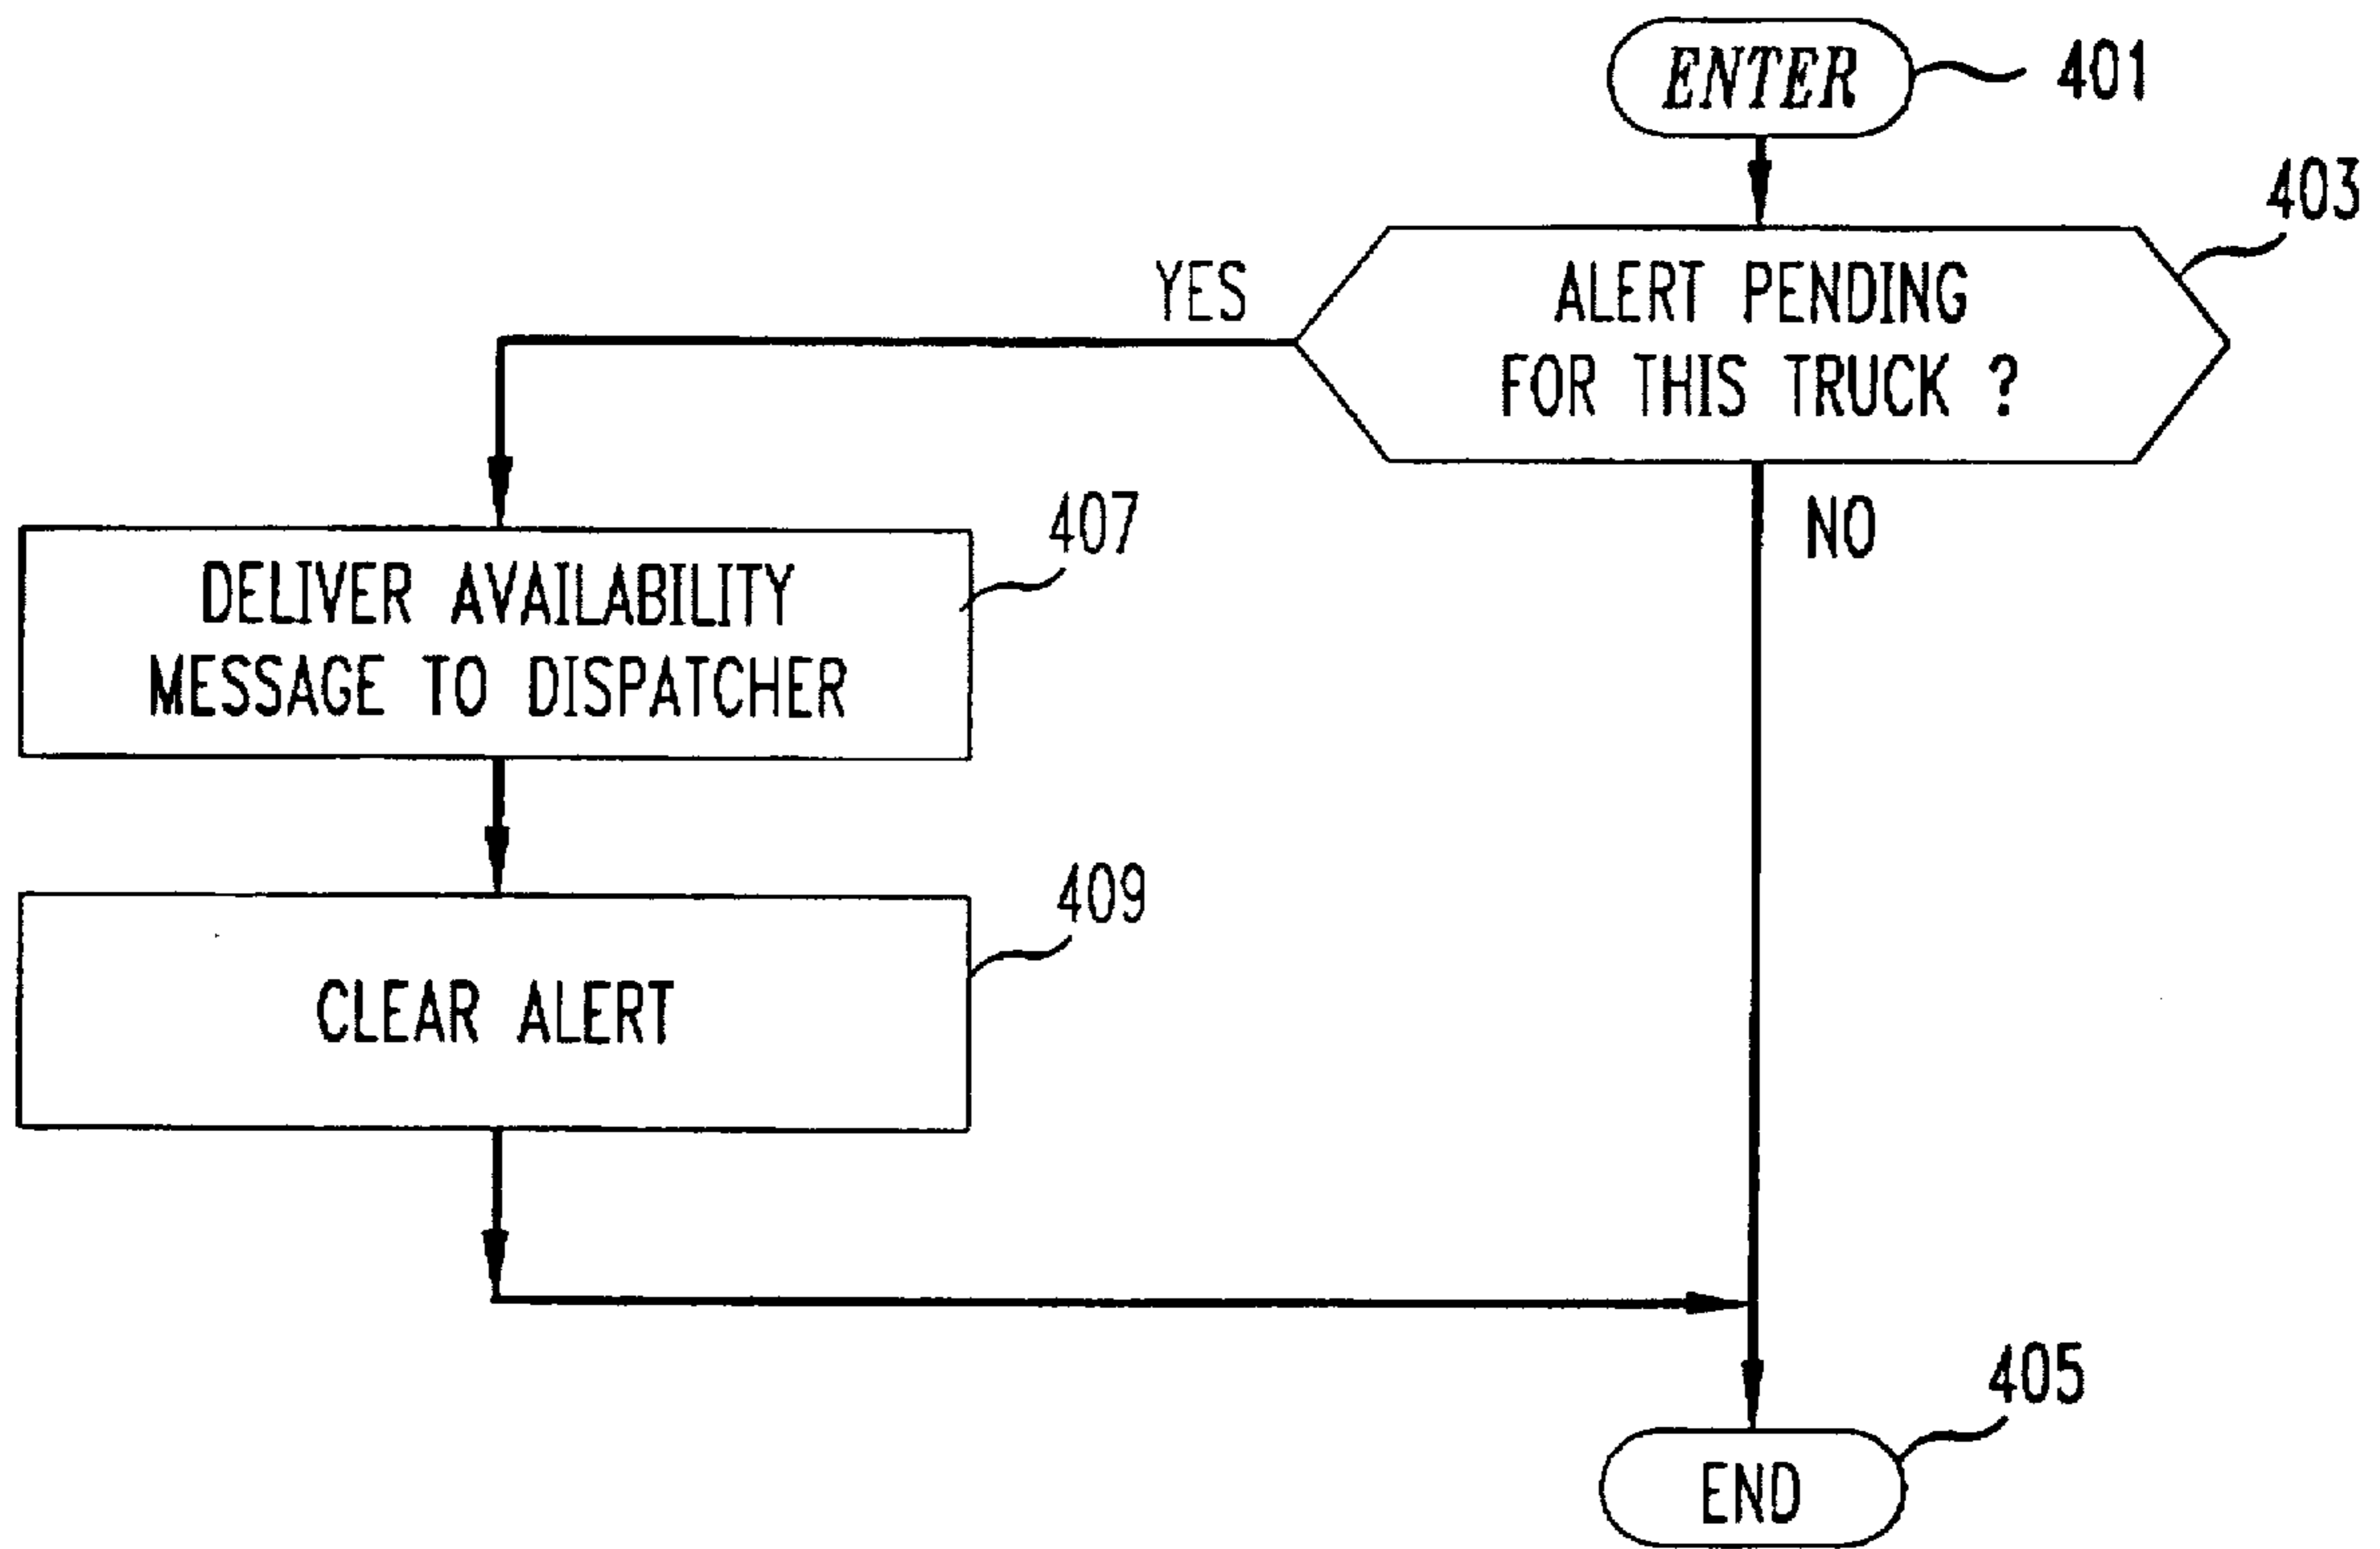 ENTER
401
403
ALERT PENDING
FOR THIS TRUCK ?
YES
NO
407
DELIVER AVAILABILITY
MESSAGE TO DISPATCHER
409
CLEAR ALERT
405
END